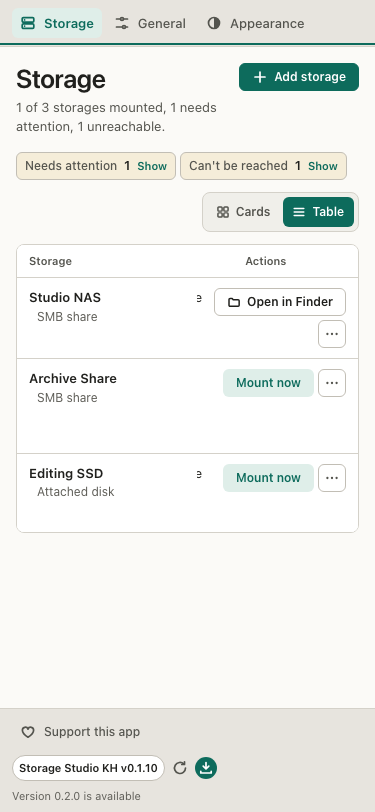 Storage General Appearance
Storage
Add storage
1 of 3 storages mounted, 1 needs
attention, 1 unreachable.
Needs attention 1 Show Can't be reached 1 Show
Cards Table
Storage Actions
Studio NAS
SMB share
e
Open in Finder
Archive Share
SMB share
Mount now
Editing SSD
Attached disk
e
Mount now
Support this app
Storage Studio KH v0.1.10
Version 0.2.0 is available